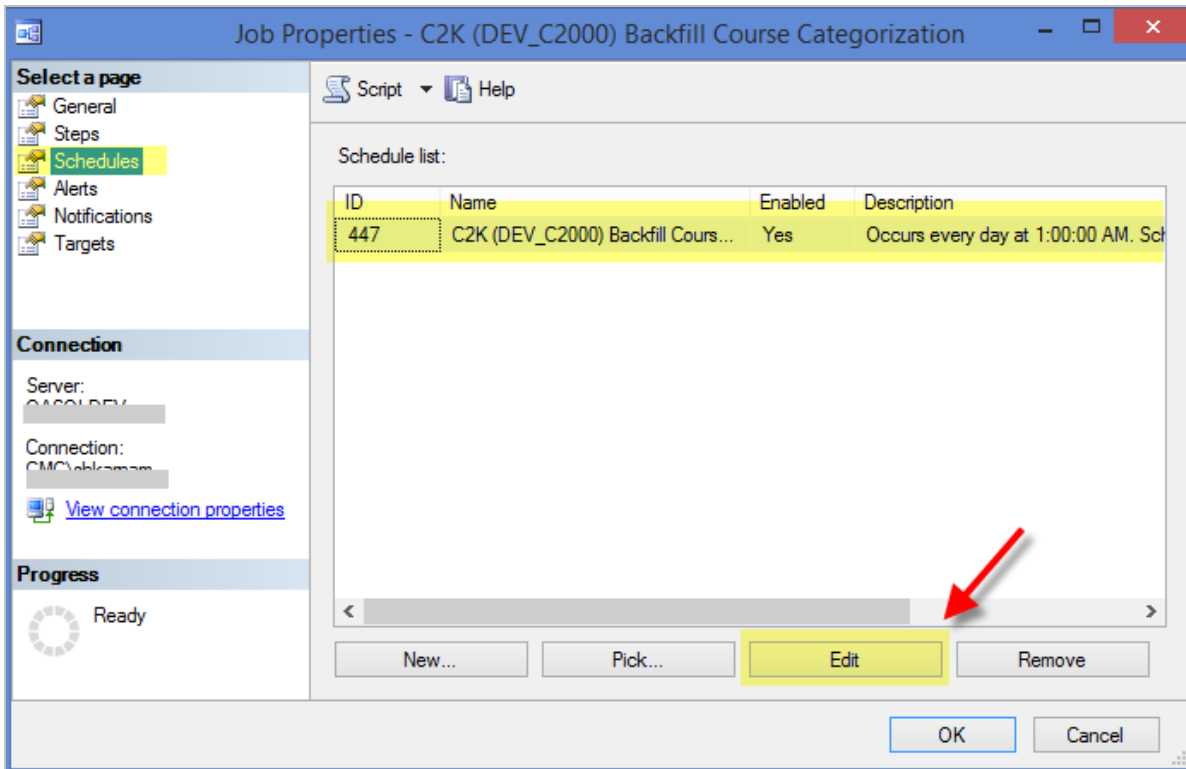 Job Properties - C2K (DEV_C2000) Backfill Course Categorization
Select a page
General
Steps
Schedules
Alerts
Notifications
Targets
Script Help
Schedule list:
ID Name Enabled Description
447 C2K (DEV_C2000) Backfill Cours... Yes Occurs every day at 1:00:00 AM. Sch
Connection
Server:
Connection:
View connection properties
Progress
Ready
New... Pick... Edit Remove
OK Cancel